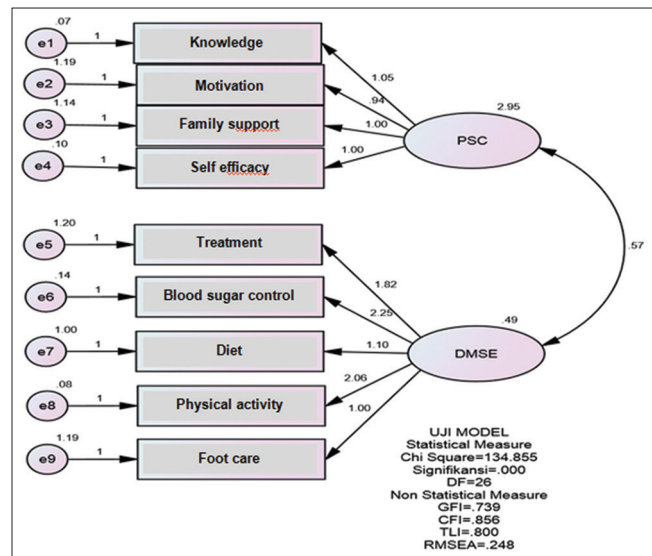 .07
e1 1 Knowledge
1.19
e2 1 Motivation
1.14
e3 1 Family support
.10
e4 1 Self efficacy
1.05
.94
1.00
1.00
2.95
PSC
.57
1.20
e5 1 Treatment
.14
e6 1 Blood sugar control
1.00
e7 1 Diet
.08
e8 1 Physical activity
1.19
e9 1 Foot care
1.82
2.25
1.10
2.06
1.00
.49
DMSE
UJI MODEL
Statistical Measure
Chi Square=134.855
Signifikansi=.000
DF=26
Non Statistical Measure
GFI=.739
CFI=.856
TLI=.800
RMSEA=.248